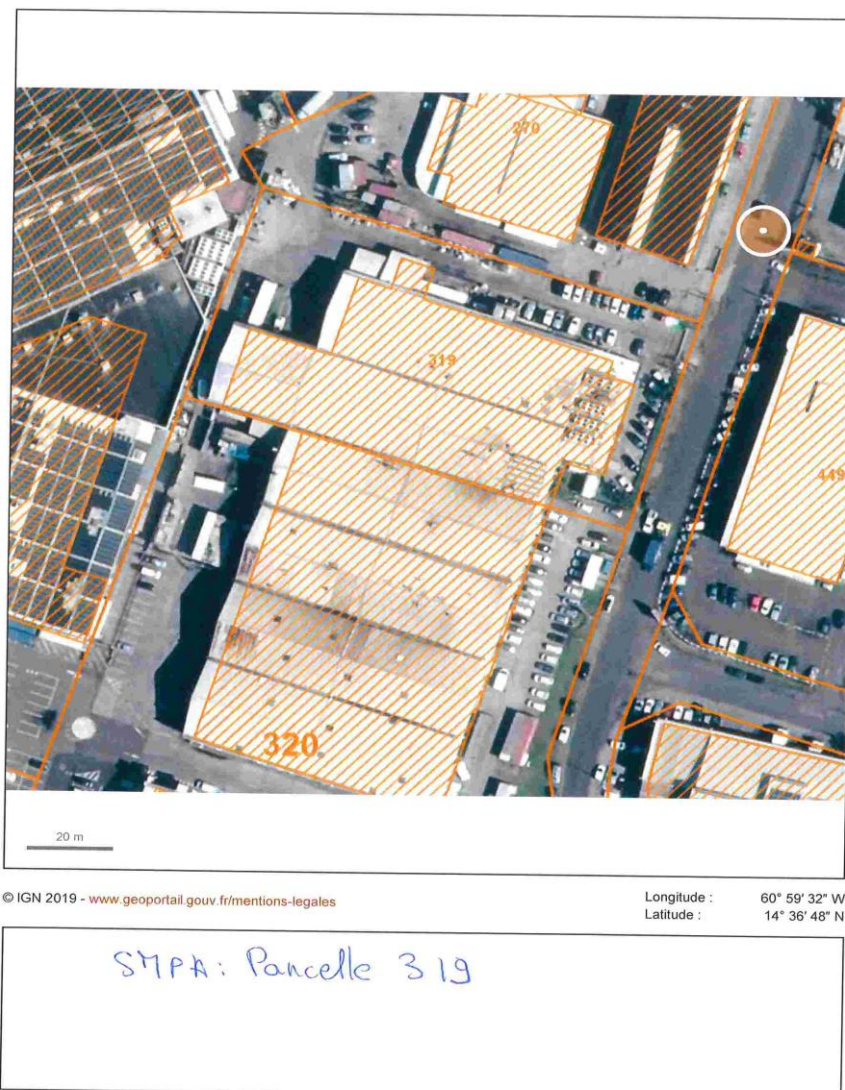 270
319
449
320
20 m
© IGN 2019 - www.geoportail.gouv.fr/mentions-legales
Longitude : 60° 59' 32" W
Latitude : 14° 36' 48" N
SMPA: Parcelle 319